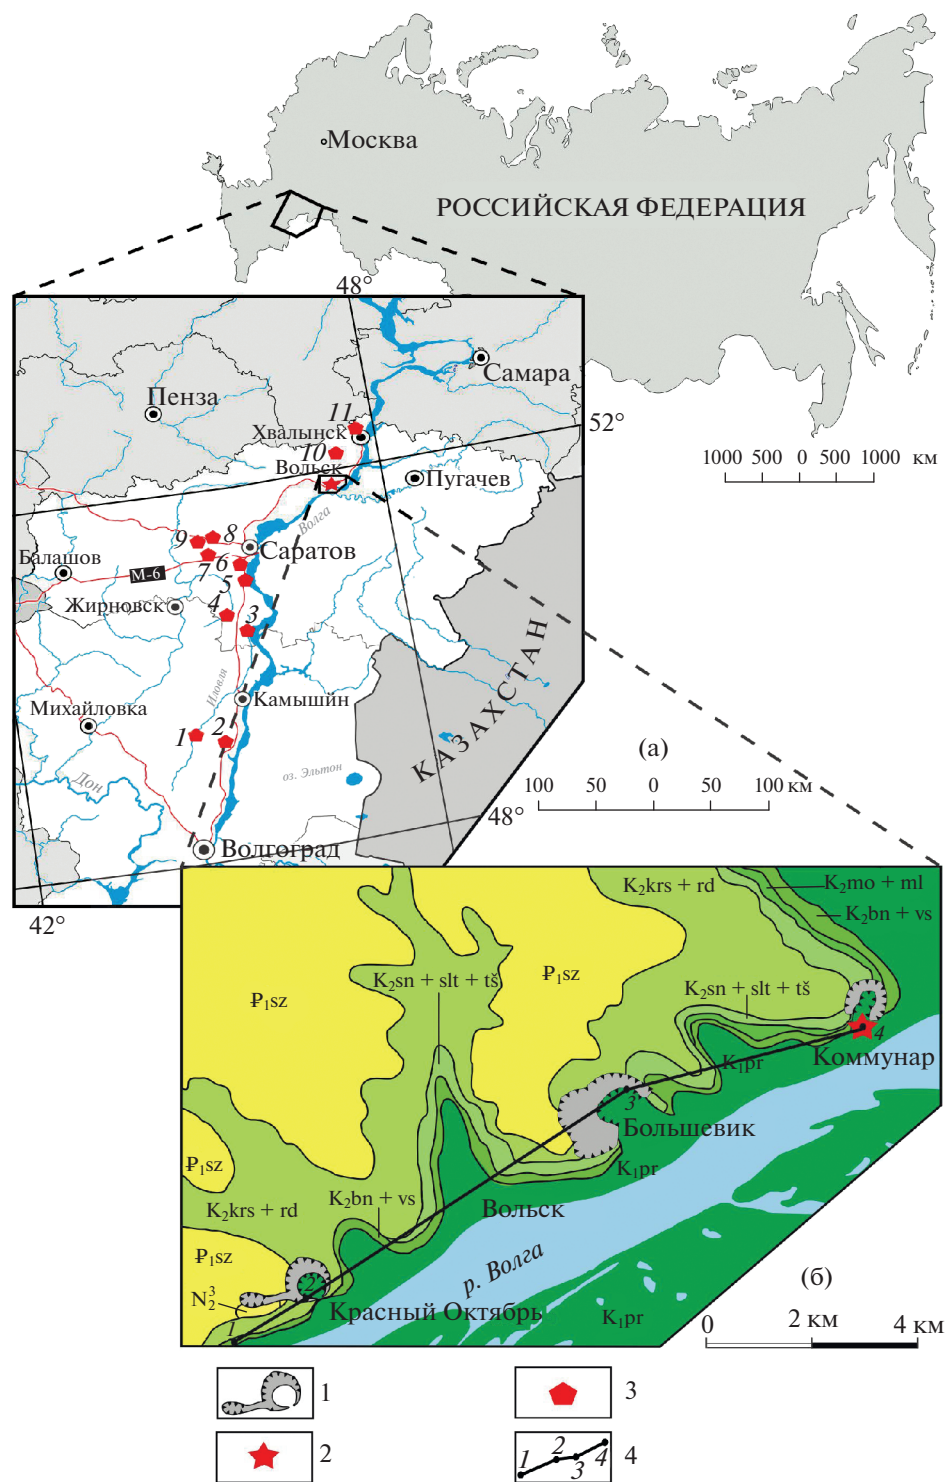 Москва
РОССИЙСКАЯ ФЕДЕРАЦИЯ
48°
Самара
Пенза
11
Хвалынск
52°
10
Вольск
Пугачев
1000 500 0 500 1000 км
Волга
9 8
Саратов
Балашов
7 6
М-6
5
Жирновск
4 3
КАЗАХСТАН
Иловля
Камышин
Михайловка
1 2
(а)
Дон
оз. Эльтон
100 50 0 50 100 км
48°
Волгоград
42°
K₂krs + rd
K₂mo + ml
K₂bn + vs
₽₁sz
K₂sn + slt + tš
₽₁sz
K₂sn + slt + tš
4
Коммунар
K₁pr
3
Большевик
₽₁sz
K₁pr
K₂krs + rd
K₂bn + vs
Вольск
₽₁sz
р. Волга
(б)
2
N₂³
Красный Октябрь
K₁pr
1
0 2 км 4 км
1
3
2
1 2 3 4
4